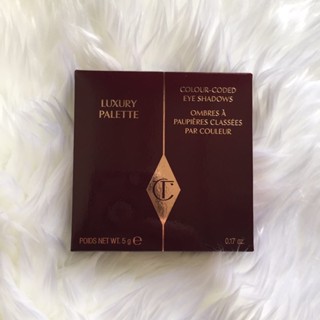 LUXURY
PALETTE
COLOUR-CODED
EYE SHADOWS
OMBRES À
PAUPIÈRES CLASSÉES
PAR COULEUR
CT
POIDS NET WT. 5 g ℮
0.17 oz.